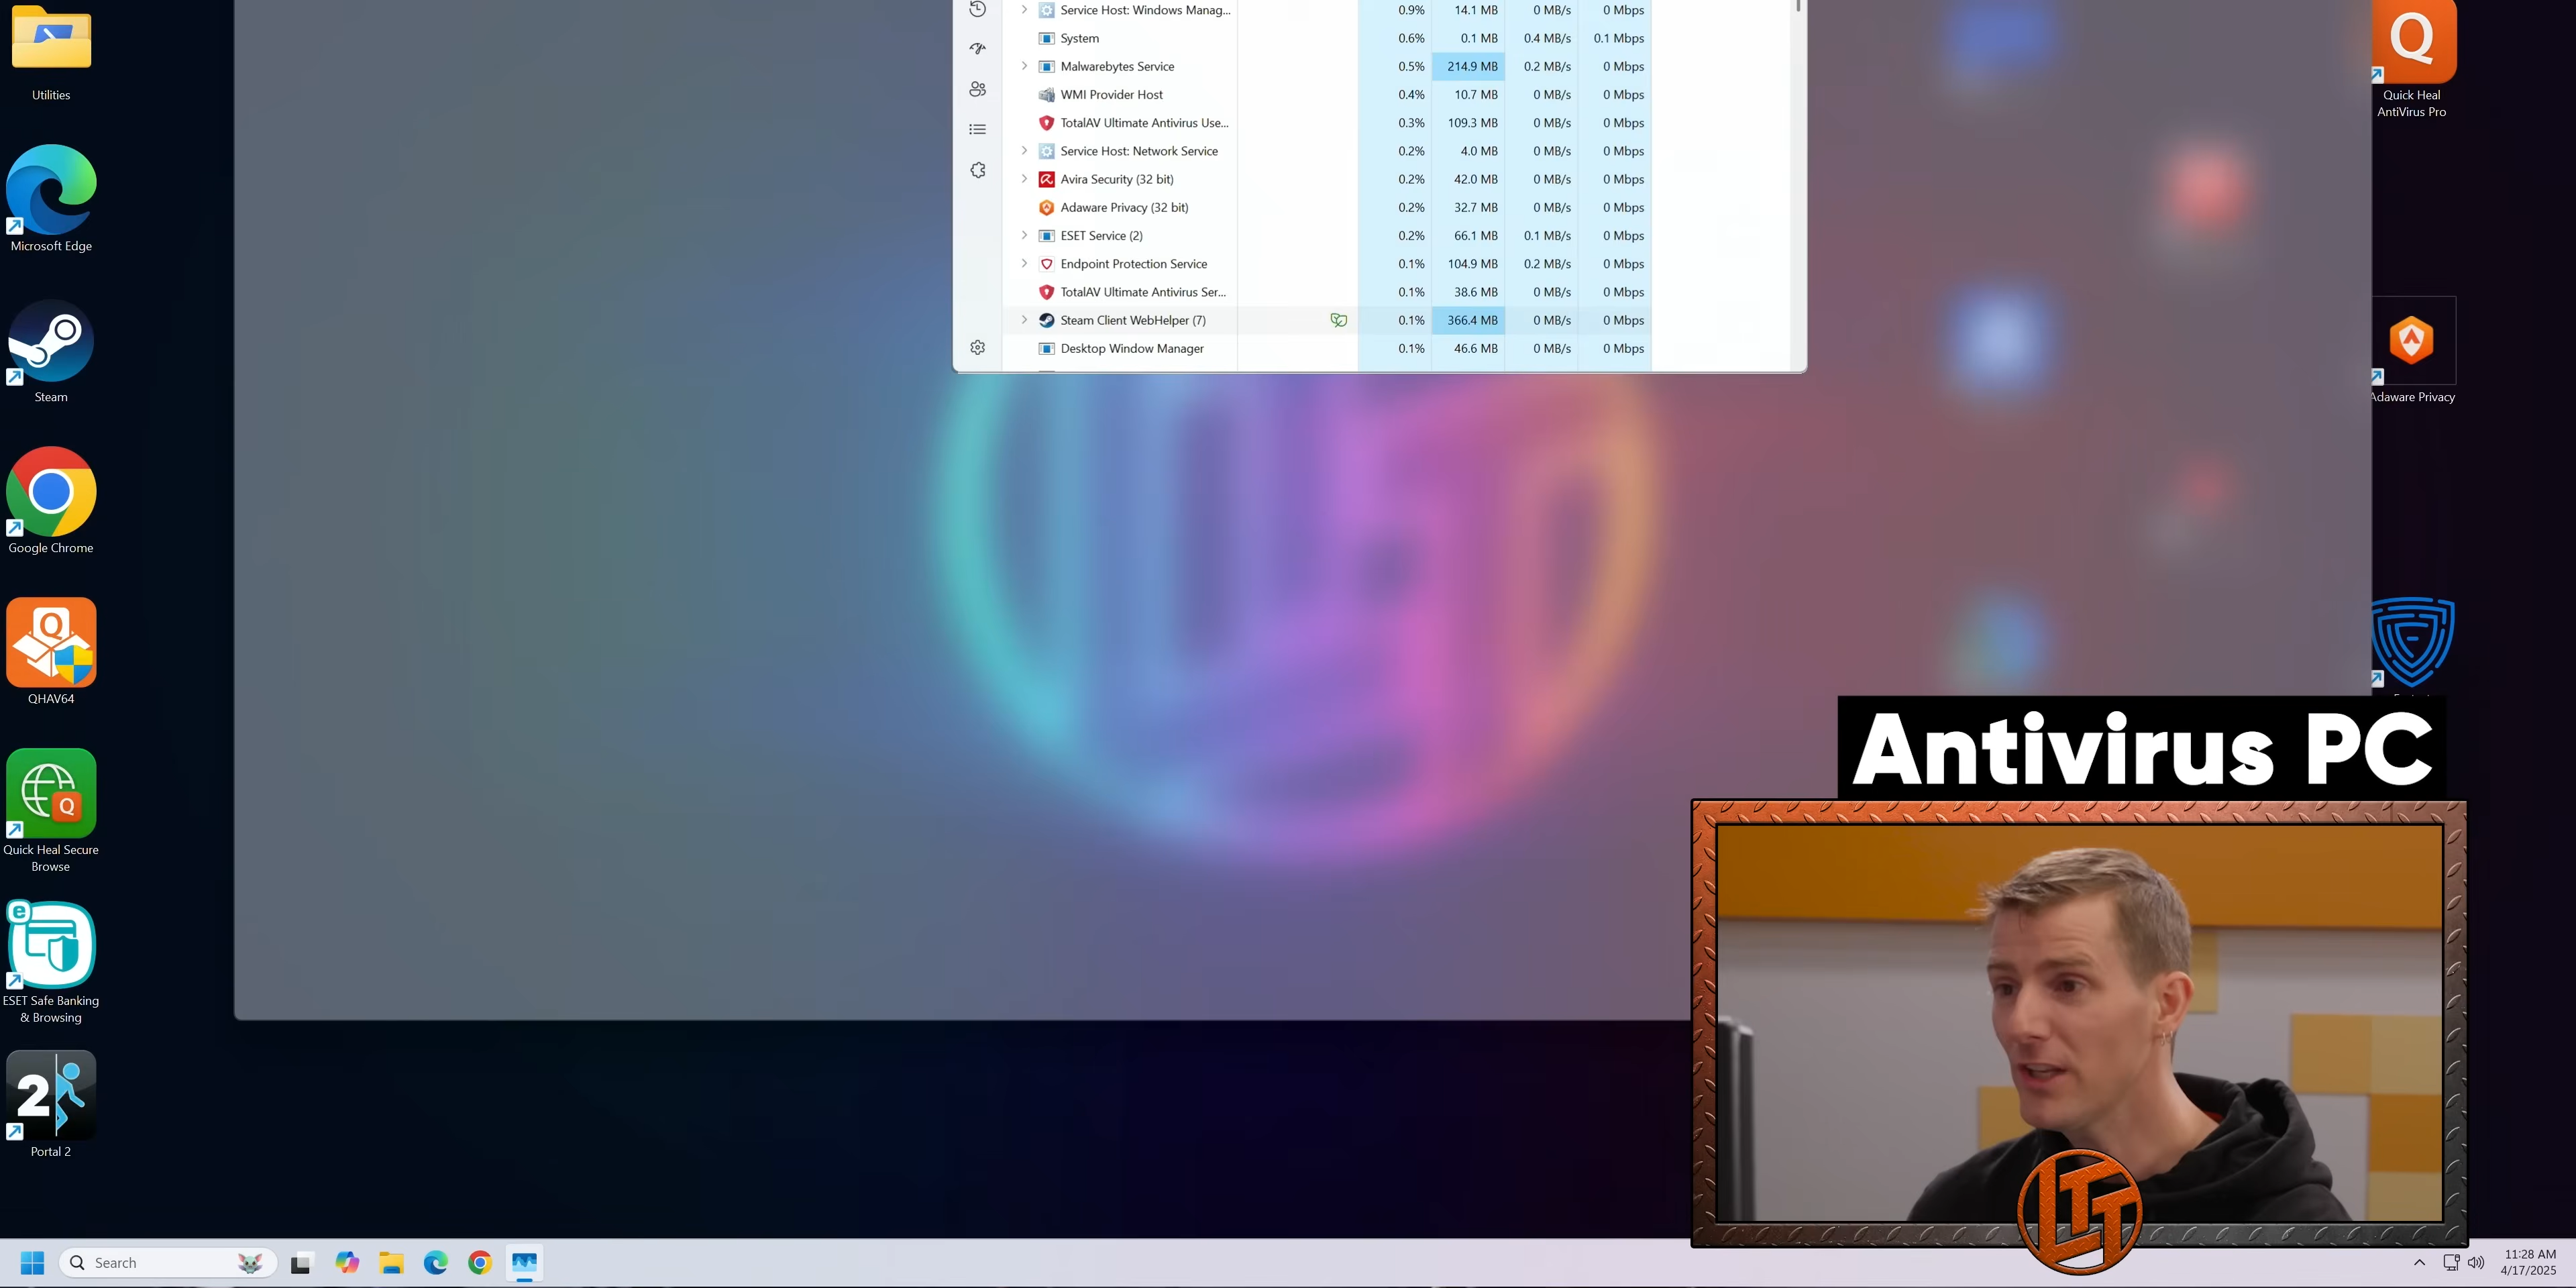 Utilities
Microsoft Edge
Steam
Google Chrome
QHAV64
Quick Heal Secure
Browse
ESET Safe Banking
& Browsing
2
Portal 2
Service Host: Windows Manag... 0.9% 14.1 MB 0 MB/s 0 Mbps
System 0.6% 0.1 MB 0.4 MB/s 0.1 Mbps
Malwarebytes Service 0.5% 214.9 MB 0.2 MB/s 0 Mbps
WMI Provider Host 0.4% 10.7 MB 0 MB/s 0 Mbps
TotalAV Ultimate Antivirus Use... 0.3% 109.3 MB 0 MB/s 0 Mbps
Service Host: Network Service 0.2% 4.0 MB 0 MB/s 0 Mbps
Avira Security (32 bit) 0.2% 42.0 MB 0 MB/s 0 Mbps
Adaware Privacy (32 bit) 0.2% 32.7 MB 0 MB/s 0 Mbps
ESET Service (2) 0.2% 66.1 MB 0.1 MB/s 0 Mbps
Endpoint Protection Service 0.1% 104.9 MB 0.2 MB/s 0 Mbps
TotalAV Ultimate Antivirus Ser... 0.1% 38.6 MB 0 MB/s 0 Mbps
Steam Client WebHelper (7) 0.1% 366.4 MB 0 MB/s 0 Mbps
Desktop Window Manager 0.1% 46.6 MB 0 MB/s 0 Mbps
Q
Quick Heal
AntiVirus Pro
Adaware Privacy
Antivirus PC
LTT
Search
11:28 AM
4/17/2025